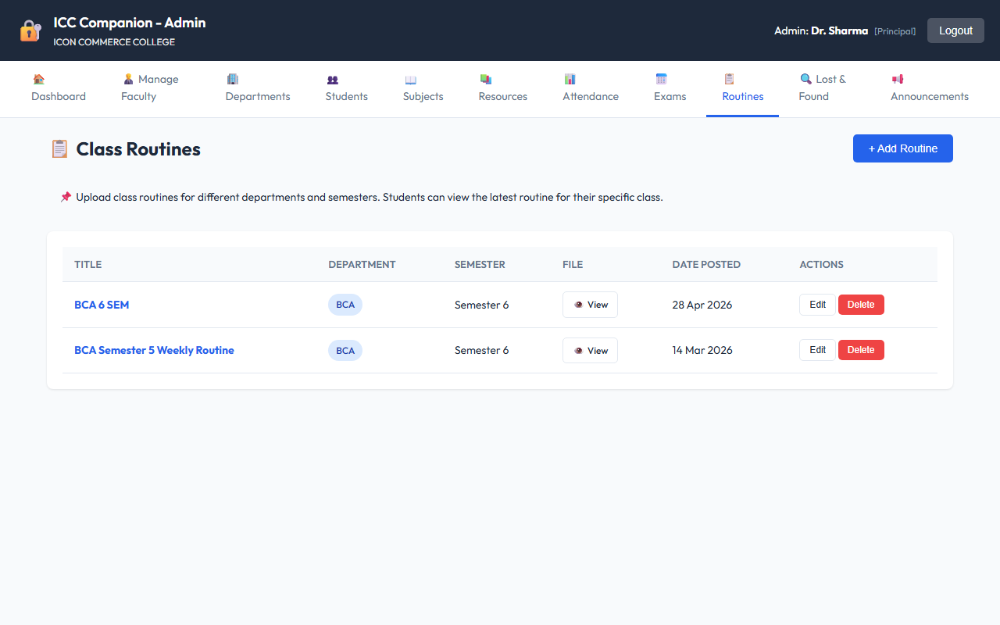 ICC Companion - Admin
ICON COMMERCE COLLEGE
Admin: Dr. Sharma [Principal]
Logout
Dashboard
Manage Faculty
Departments
Students
Subjects
Resources
Attendance
Exams
Routines
Lost & Found
Announcements
Class Routines
+ Add Routine
Upload class routines for different departments and semesters. Students can view the latest routine for their specific class.
TITLE DEPARTMENT SEMESTER FILE DATE POSTED ACTIONS
BCA 6 SEM BCA Semester 6 View 28 Apr 2026 Edit Delete
BCA Semester 5 Weekly Routine BCA Semester 6 View 14 Mar 2026 Edit Delete